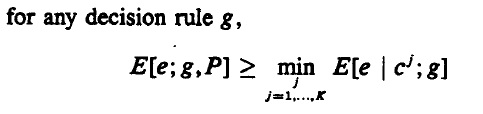 for any decision rule g,
E[e; g, P] ≥ min E[e | c^j; g]
j
j=1,...,K